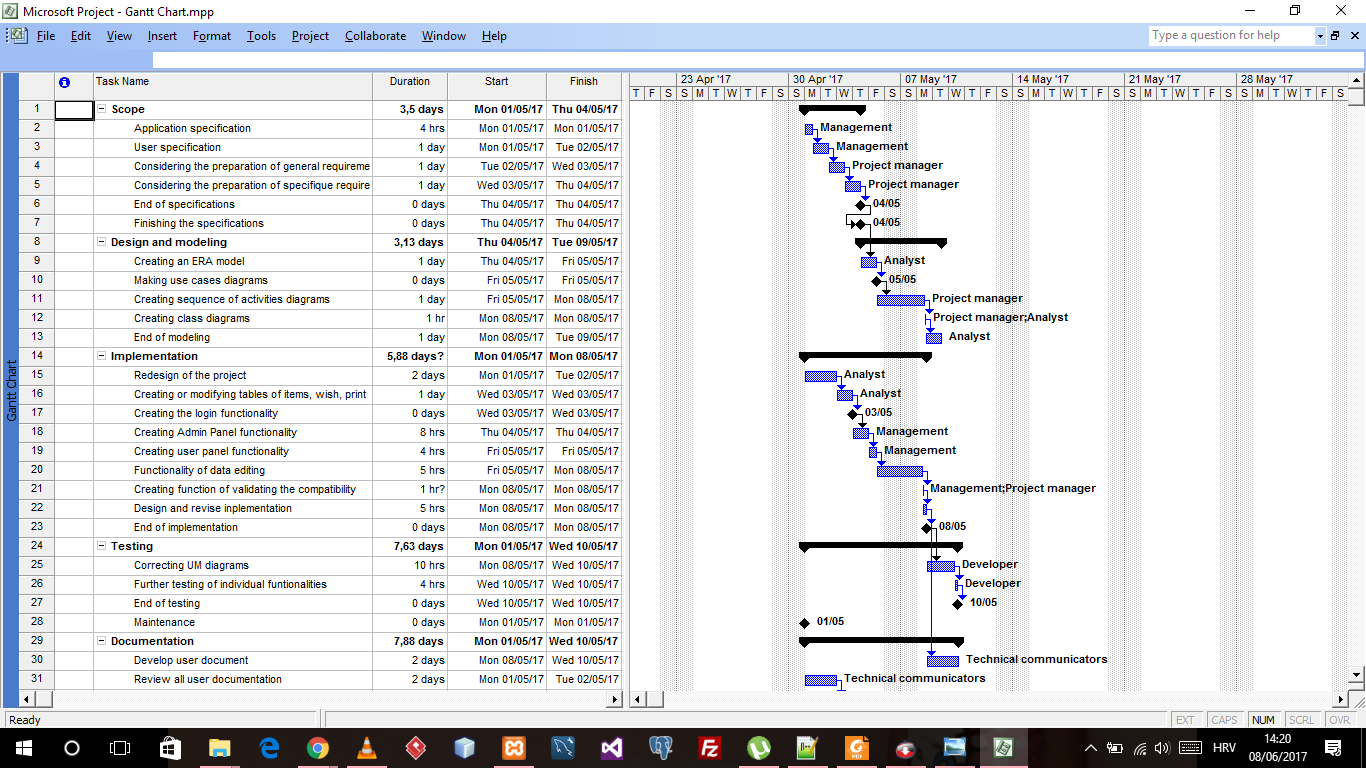 Microsoft Project - Gantt Chart.mpp
File Edit View Insert Format Tools Project Collaborate Window Help Type a question for help
Task Name Duration Start Finish 23 Apr '17 30 Apr '17 07 May '17 14 May '17 21 May '17 28 May '17
T F S S M T W T F S S M T W T F S S M T W T F S S M T W T F S S M T W T F S S M T W T F S
1 Scope 3,5 days Mon 01/05/17 Thu 04/05/17
2 Application specification 4 hrs Mon 01/05/17 Mon 01/05/17 Management
3 User specification 1 day Mon 01/05/17 Tue 02/05/17 Management
4 Considering the preparation of general requireme 1 day Tue 02/05/17 Wed 03/05/17 Project manager
5 Considering the preparation of specifique require 1 day Wed 03/05/17 Thu 04/05/17 Project manager
6 End of specifications 0 days Thu 04/05/17 Thu 04/05/17 04/05
7 Finishing the specifications 0 days Thu 04/05/17 Thu 04/05/17 04/05
8 Design and modeling 3,13 days Thu 04/05/17 Tue 09/05/17
9 Creating an ERA model 1 day Thu 04/05/17 Fri 05/05/17 Analyst
10 Making use cases diagrams 0 days Fri 05/05/17 Fri 05/05/17 05/05
11 Creating sequence of activities diagrams 1 day Fri 05/05/17 Mon 08/05/17 Project manager
12 Creating class diagrams 1 hr Mon 08/05/17 Mon 08/05/17 Project manager;Analyst
13 End of modeling 1 day Mon 08/05/17 Tue 09/05/17 Analyst
14 Implementation 5,88 days? Mon 01/05/17 Mon 08/05/17
15 Redesign of the project 2 days Mon 01/05/17 Tue 02/05/17 Analyst
16 Creating or modifying tables of items, wish, print 1 day Wed 03/05/17 Wed 03/05/17 Analyst
17 Creating the login functionality 0 days Wed 03/05/17 Wed 03/05/17 03/05
18 Creating Admin Panel functionality 8 hrs Thu 04/05/17 Thu 04/05/17 Management
19 Creating user panel functionality 4 hrs Fri 05/05/17 Fri 05/05/17 Management
20 Functionality of data editing 5 hrs Fri 05/05/17 Mon 08/05/17
21 Creating function of validating the compatibility 1 hr? Mon 08/05/17 Mon 08/05/17 Management;Project manager
22 Design and revise inplementation 5 hrs Mon 08/05/17 Mon 08/05/17
23 End of implementation 0 days Mon 08/05/17 Mon 08/05/17 08/05
24 Testing 7,63 days Mon 01/05/17 Wed 10/05/17
25 Correcting UM diagrams 10 hrs Mon 08/05/17 Wed 10/05/17 Developer
26 Further testing of individual funtionalities 4 hrs Wed 10/05/17 Wed 10/05/17 Developer
27 End of testing 0 days Wed 10/05/17 Wed 10/05/17 10/05
28 Maintenance 0 days Mon 01/05/17 Mon 01/05/17 01/05
29 Documentation 7,88 days Mon 01/05/17 Wed 10/05/17
30 Develop user document 2 days Mon 08/05/17 Wed 10/05/17 Technical communicators
31 Review all user documentation 2 days Mon 01/05/17 Tue 02/05/17 Technical communicators
Gantt Chart
Ready EXT CAPS NUM SCRL OVR
HRV 14:20
08/06/2017